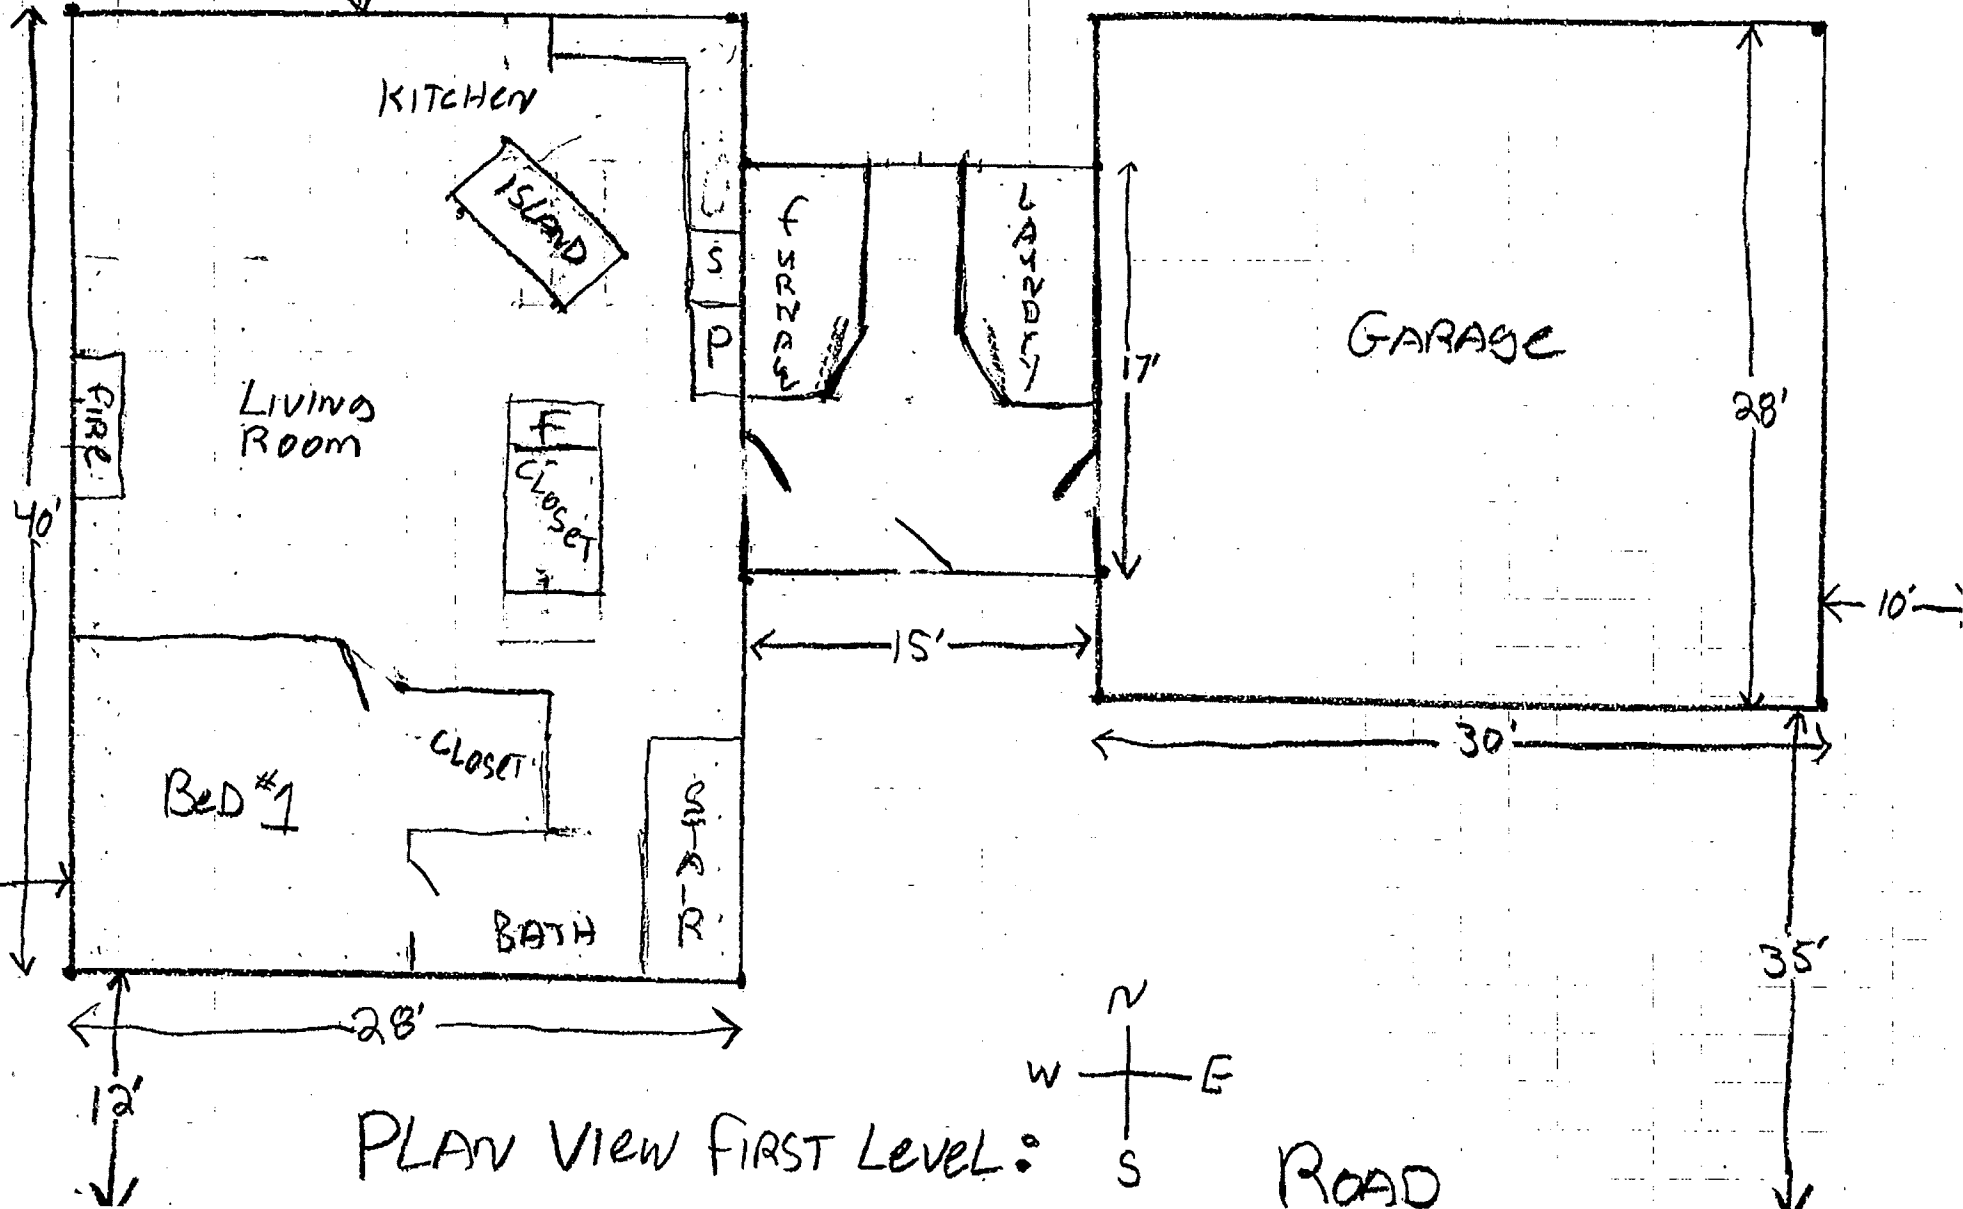 KITCHEN
ISLAND
S
P
FURNACE
LAUNDRY
17'
GARAGE
28'
FIRE
LIVING
ROOM
F
CLOSET
40'
15'
10'
30'
CLOSET
BED #1
STAIR
BATH
35'
28'
12'
N
W E
S
PLAN VIEW FIRST LEVEL:
ROAD